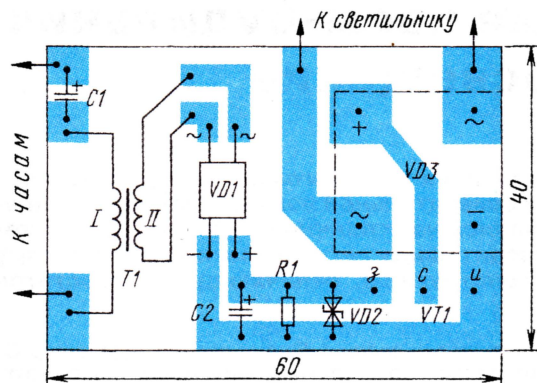 К светильнику
C1
+
~
~
+
~
К часам
I
II
VD1
VD3
40
T1
-
+
~
-
R1
з
с
и
C2
+
VD2
VT1
60